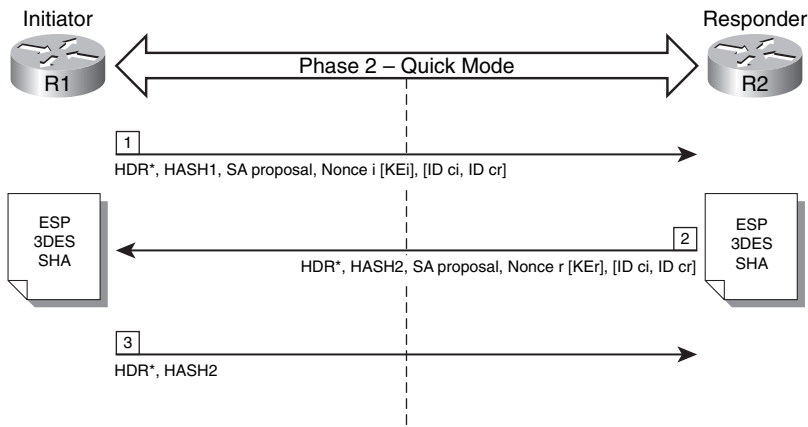 Initiator
Responder
R1
Phase 2 – Quick Mode
R2
1
HDR*, HASH1, SA proposal, Nonce i [KEi], [ID ci, ID cr]
ESP
3DES
SHA
2
HDR*, HASH2, SA proposal, Nonce r [KEr], [ID ci, ID cr]
ESP
3DES
SHA
3
HDR*, HASH2